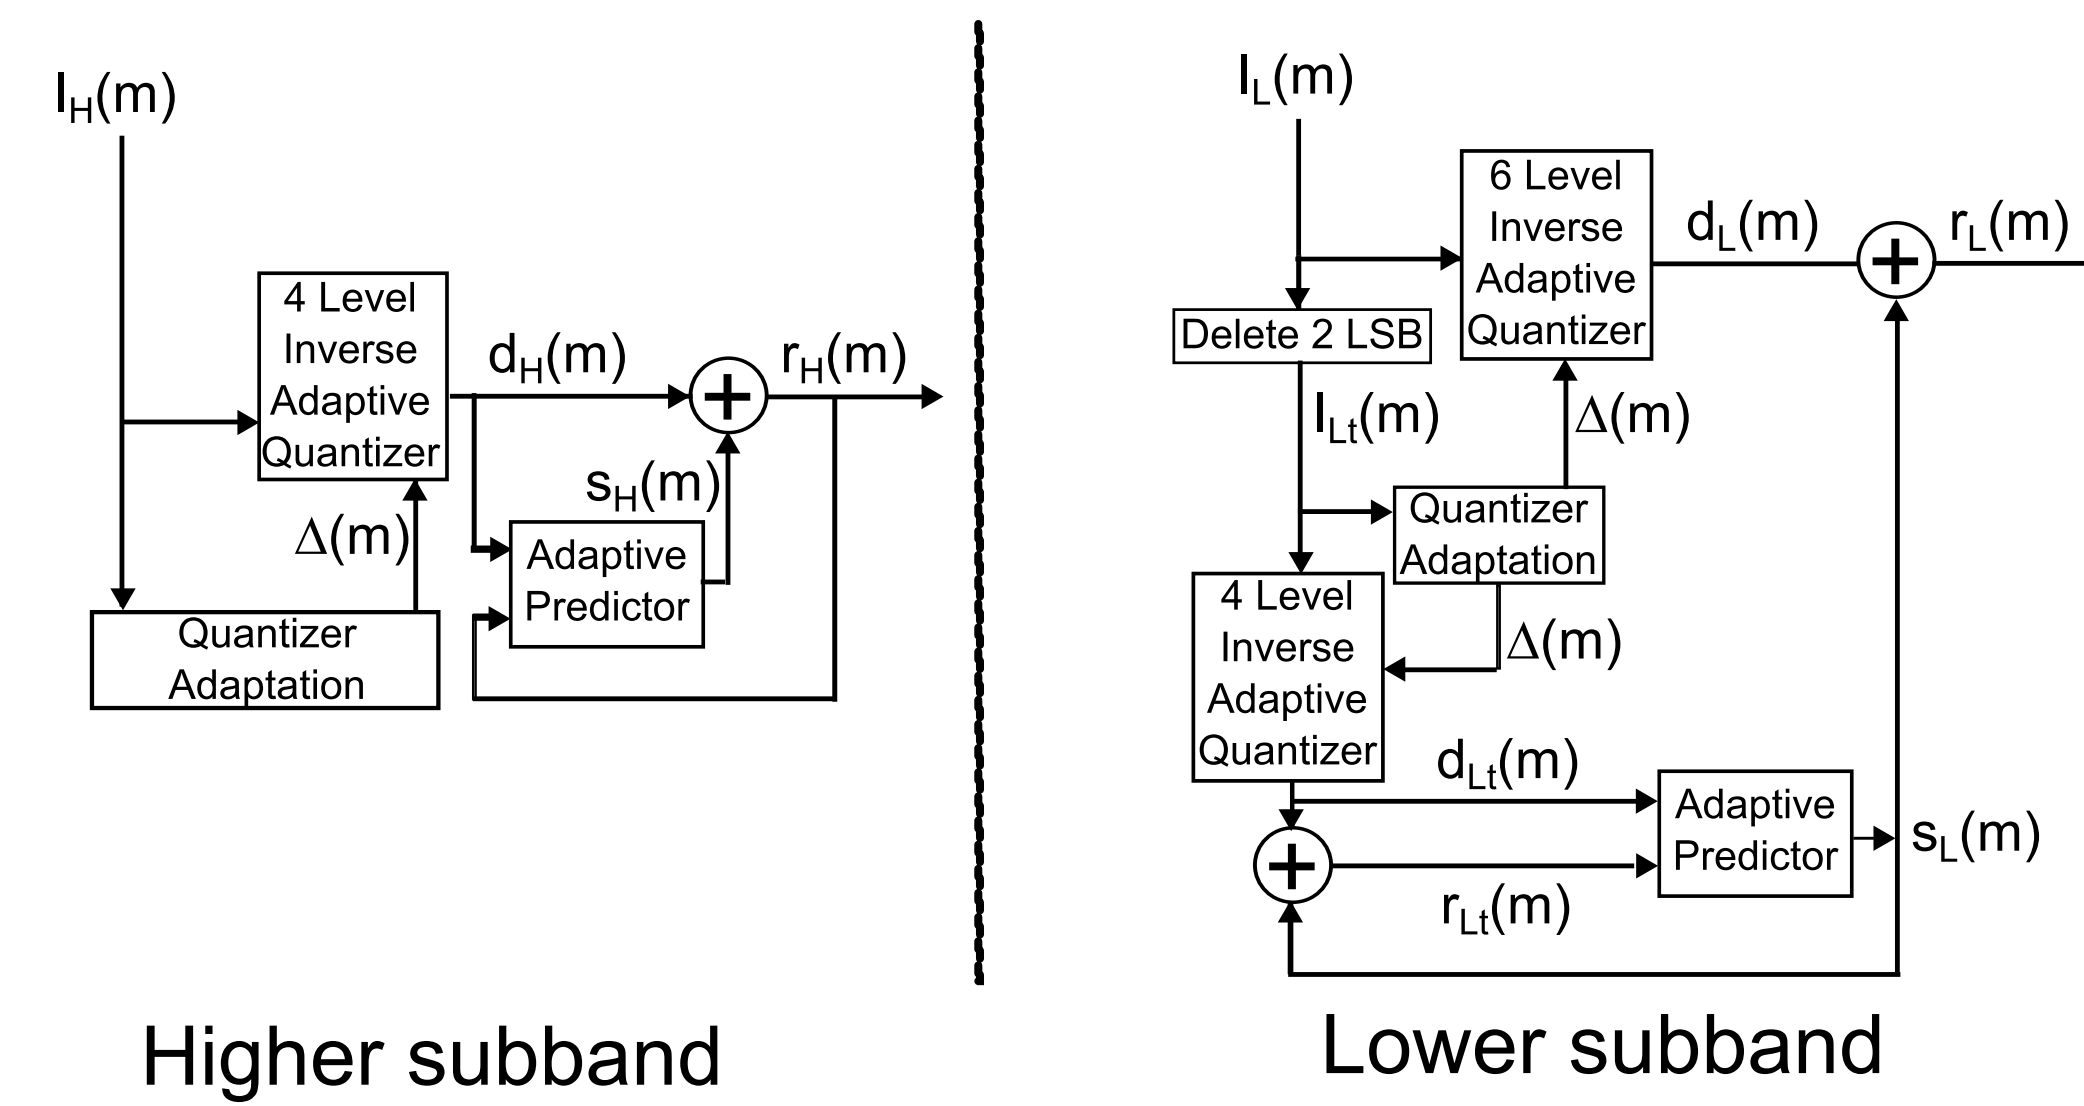 I_H(m)
4 Level
Inverse
Adaptive
Quantizer
d_H(m)
r_H(m)
s_H(m)
Δ(m)
Adaptive
Predictor
Quantizer
Adaptation
Higher subband
I_L(m)
6 Level
Inverse
Adaptive
Quantizer
d_L(m)
r_L(m)
Delete 2 LSB
I_Lt(m)
Δ(m)
Quantizer
Adaptation
4 Level
Inverse
Adaptive
Quantizer
Δ(m)
d_Lt(m)
Adaptive
Predictor
s_L(m)
r_Lt(m)
Lower subband